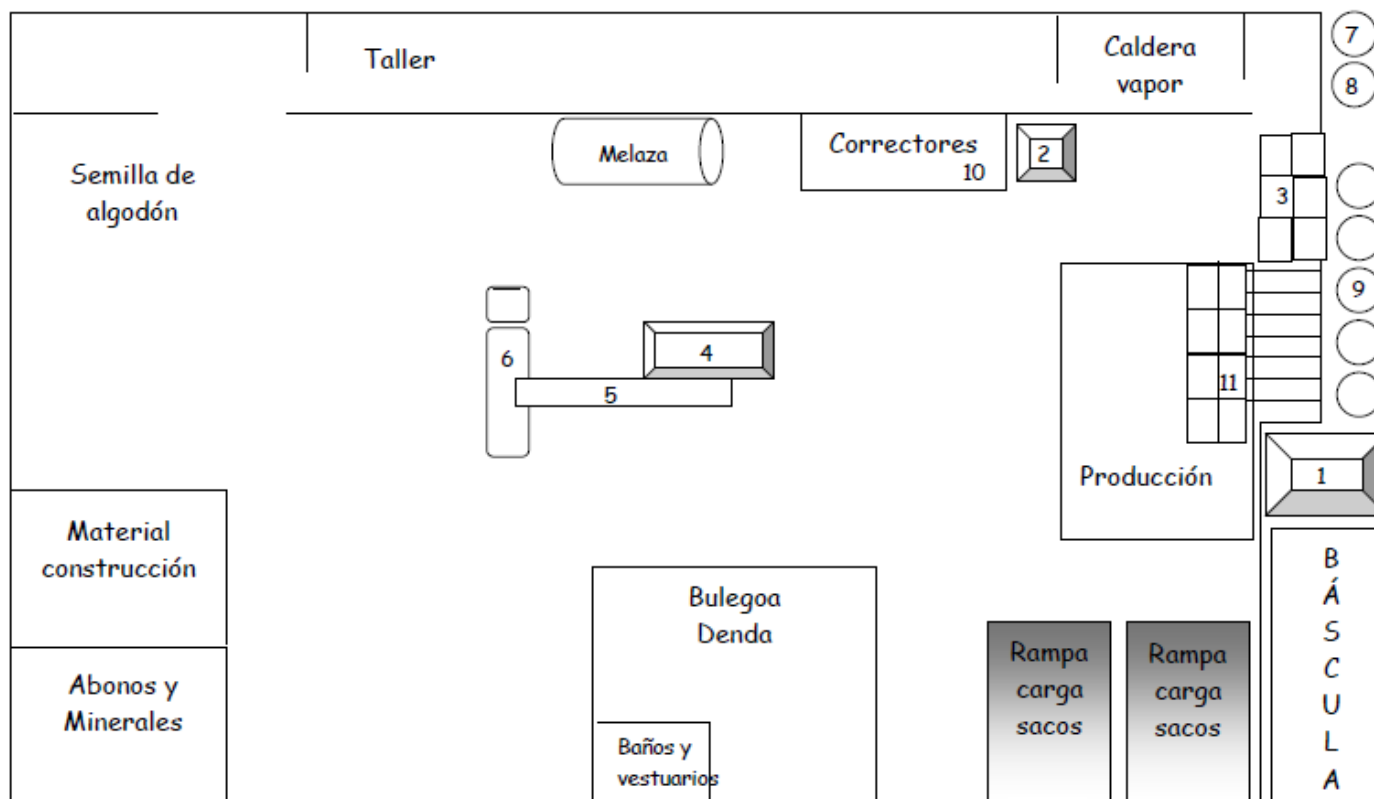 Taller
Caldera
vapor
7
8
Melaza
Correctores
10
2
Semilla de
algodón
3
9
6
4
5
11
Producción
1
Material
construcción
Bulegoa
Denda
Abonos y
Minerales
Baños y
vestuarios
Rampa
carga
sacos
Rampa
carga
sacos
B
Á
S
C
U
L
A